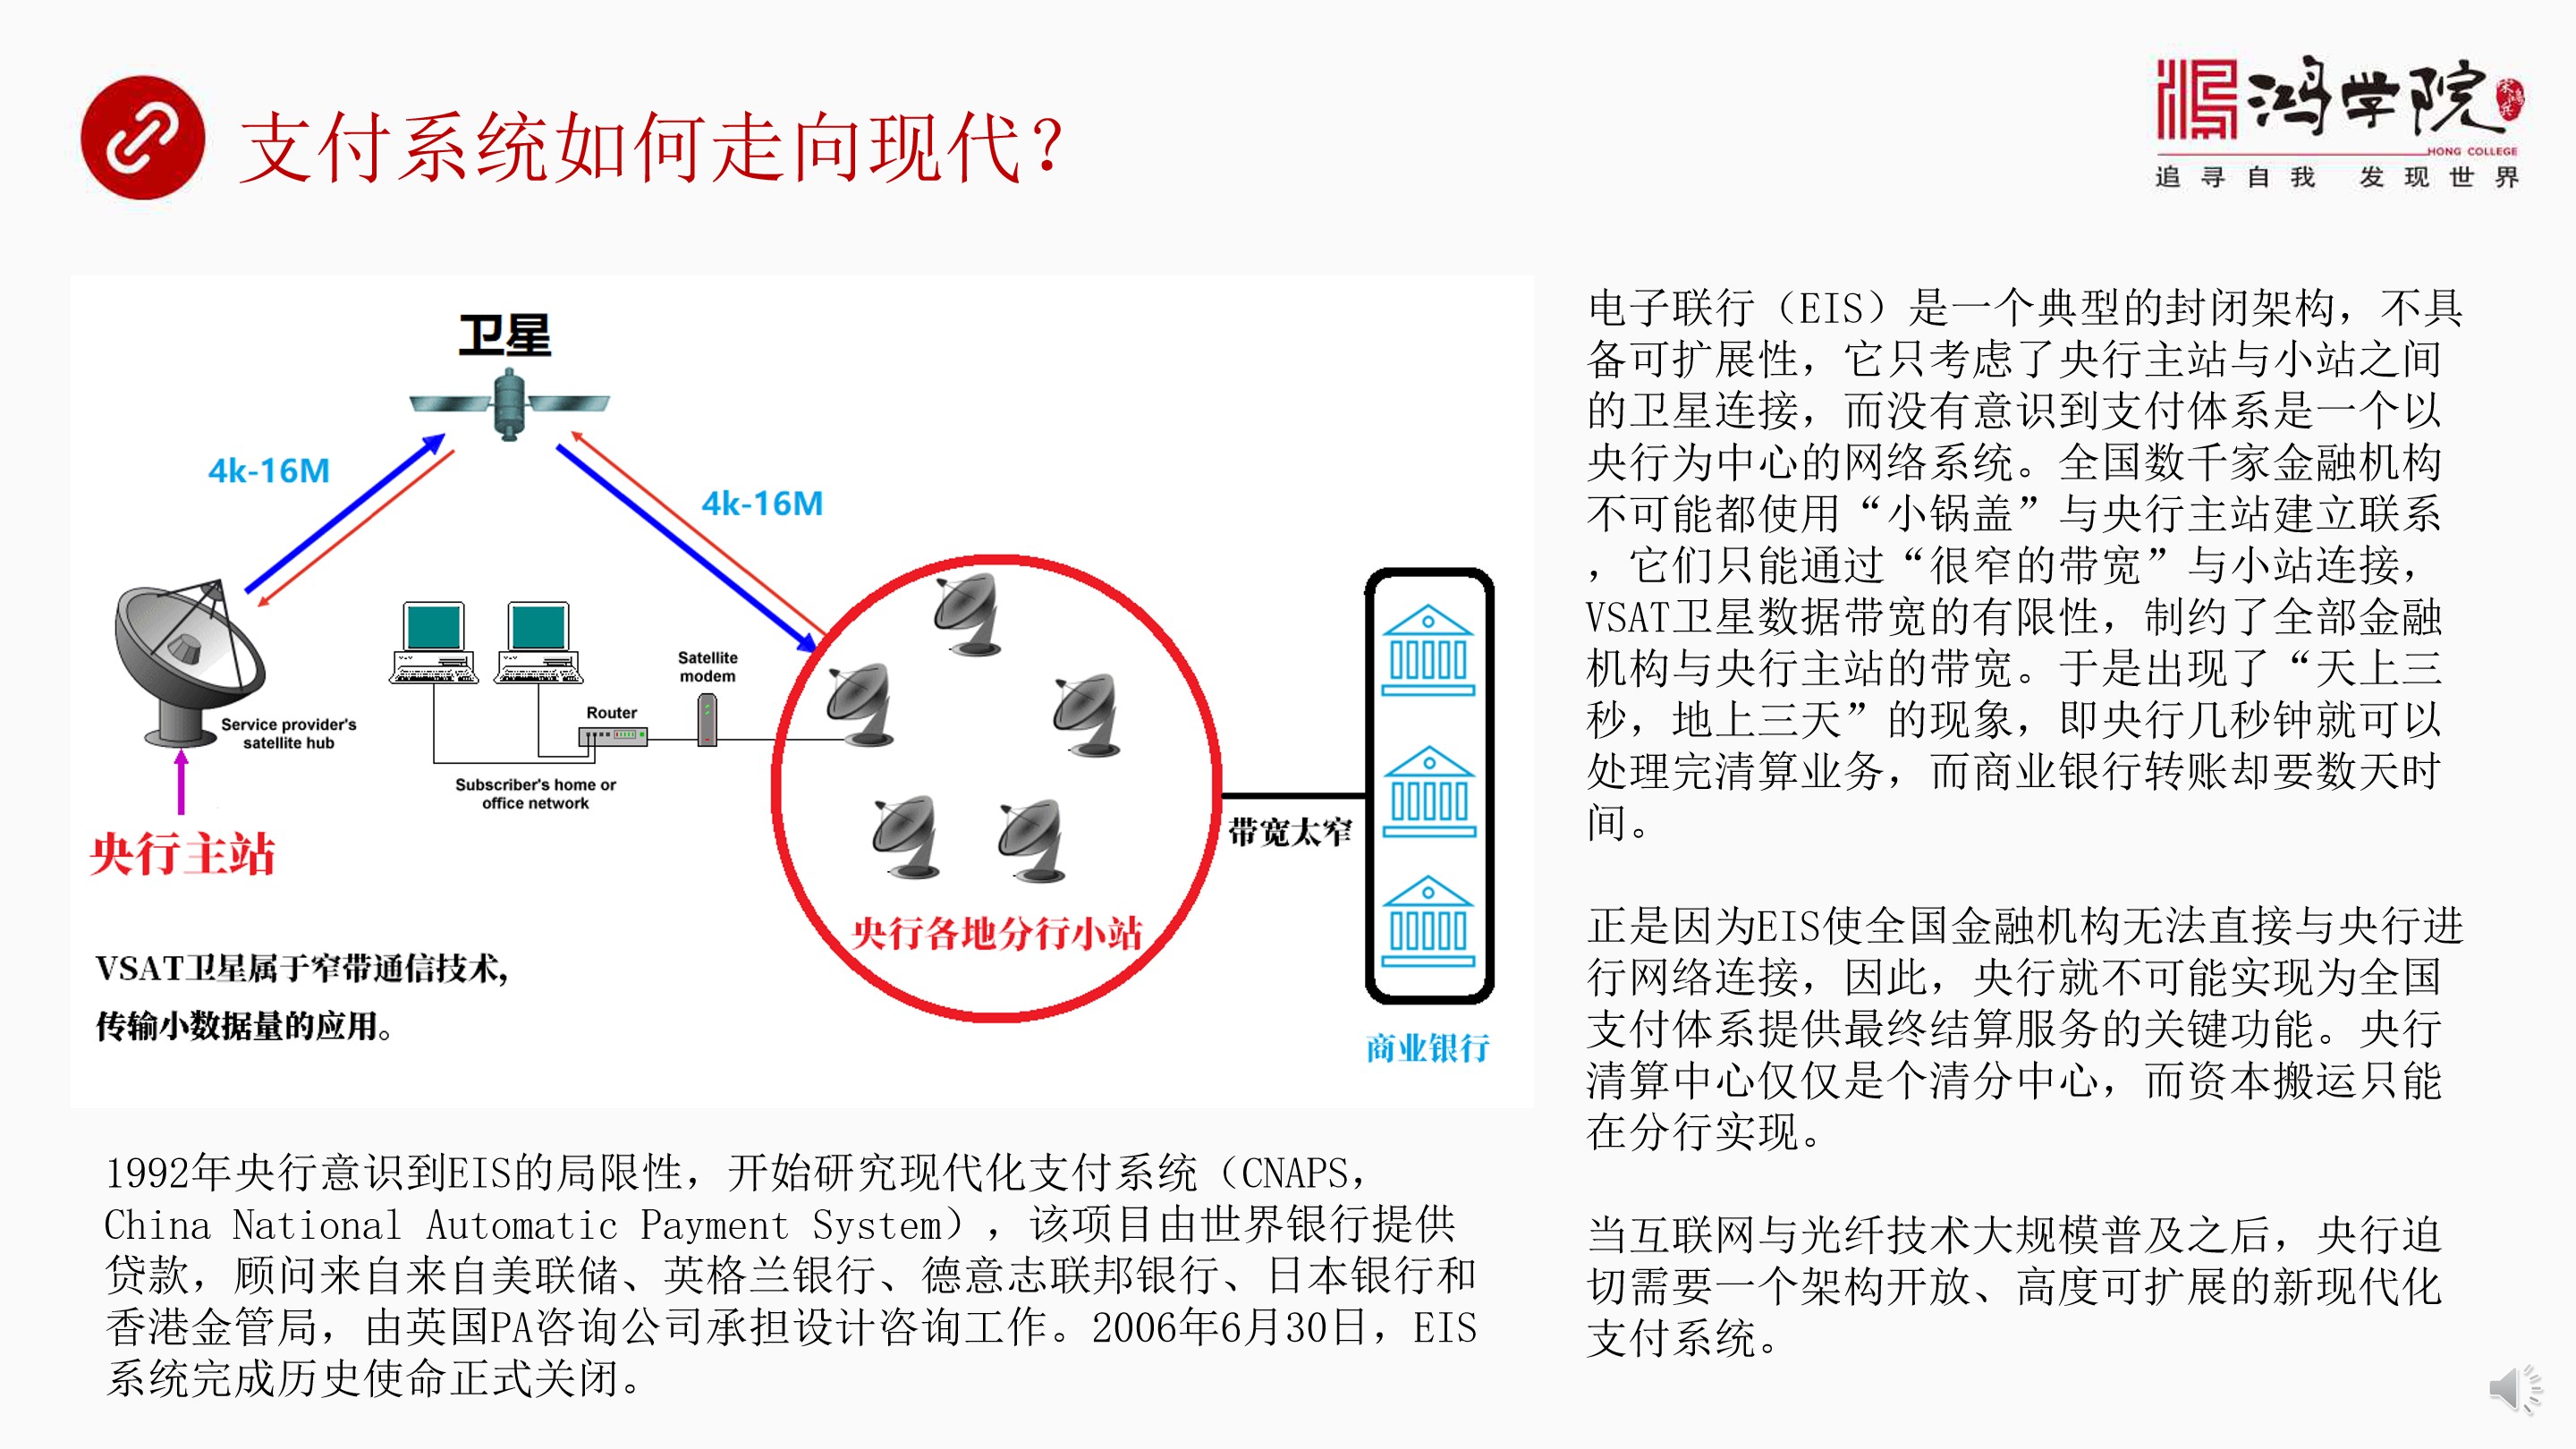 支付系统如何走向现代？
鸿学院
HONG COLLEGE
追寻自我 发现世界
卫星
4k-16M
4k-16M
Satellite
modem
Router
Service provider's
satellite hub
Subscriber's home or
office network
央行主站
带宽太窄
央行各地分行小站
VSAT卫星属于窄带通信技术，
传输小数据量的应用。
商业银行
电子联行（EIS）是一个典型的封闭架构，不具
备可扩展性，它只考虑了央行主站与小站之间
的卫星连接，而没有意识到支付体系是一个以
央行为中心的网络系统。全国数千家金融机构
不可能都使用“小锅盖”与央行主站建立联系
，它们只能通过“很窄的带宽”与小站连接，
VSAT卫星数据带宽的有限性，制约了全部金融
机构与央行主站的带宽。于是出现了“天上三
秒，地上三天”的现象，即央行几秒钟就可以
处理完清算业务，而商业银行转账却要数天时
间。
正是因为EIS使全国金融机构无法直接与央行进
行网络连接，因此，央行就不可能实现为全国
支付体系提供最终结算服务的关键功能。央行
清算中心仅仅是个清分中心，而资本搬运只能
在分行实现。
当互联网与光纤技术大规模普及之后，央行迫
切需要一个架构开放、高度可扩展的新现代化
支付系统。
1992年央行意识到EIS的局限性，开始研究现代化支付系统（CNAPS，
China National Automatic Payment System），该项目由世界银行提供
贷款，顾问来自来自美联储、英格兰银行、德意志联邦银行、日本银行和
香港金管局，由英国PA咨询公司承担设计咨询工作。2006年6月30日，EIS
系统完成历史使命正式关闭。